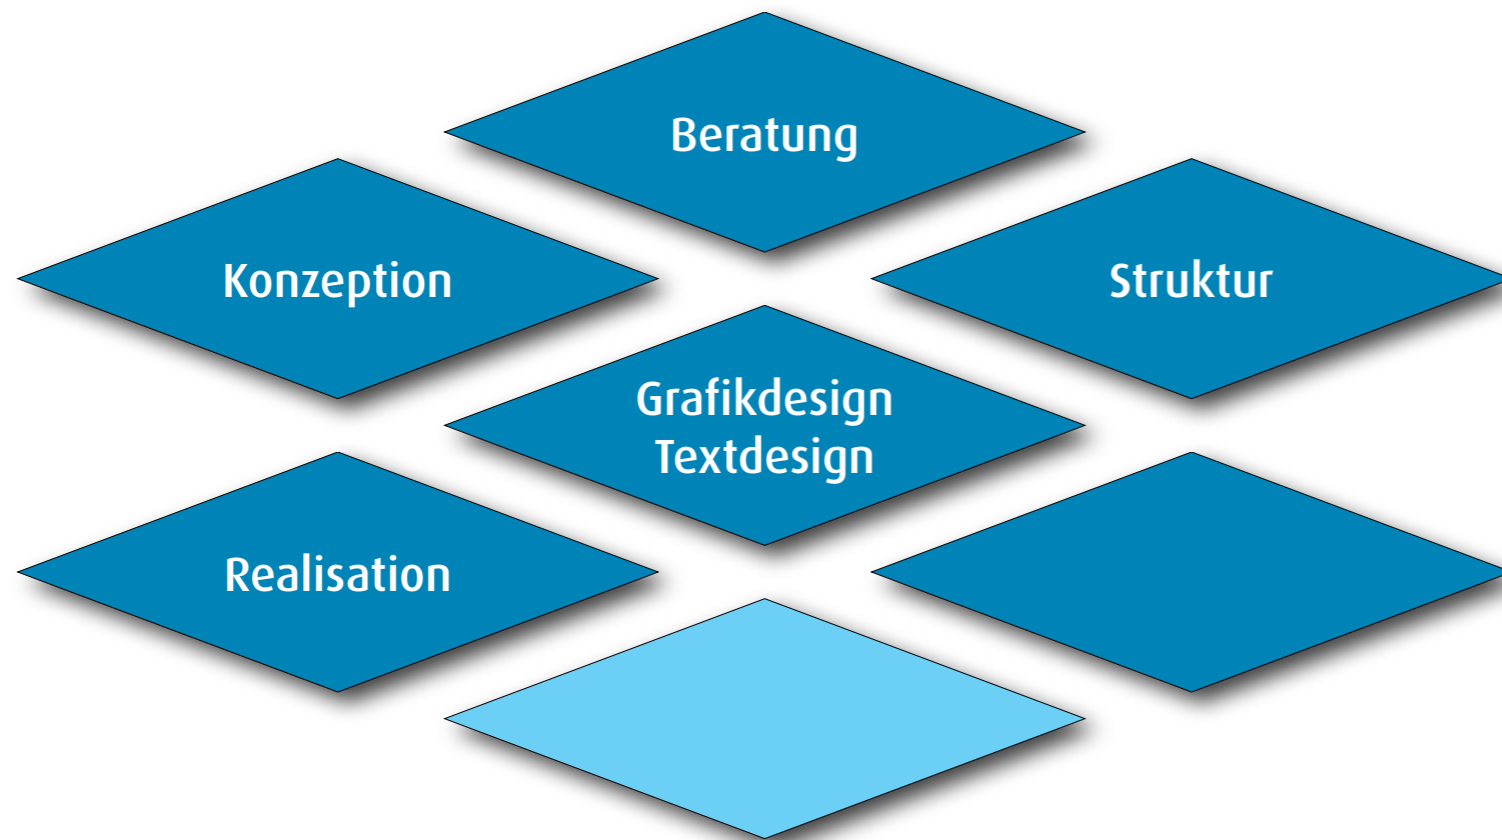 Beratung
Konzeption
Struktur
Grafikdesign
Textdesign
Realisation